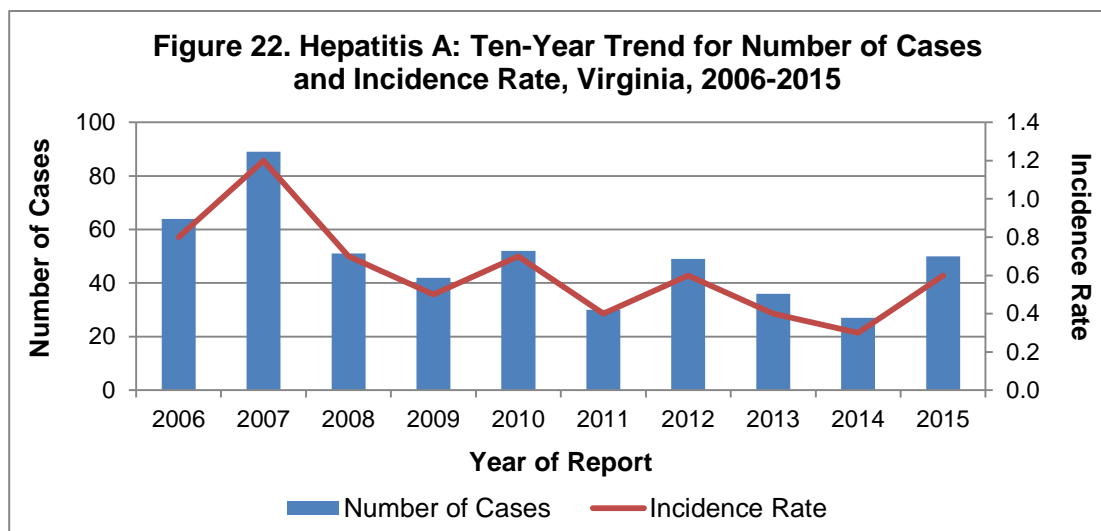 Figure 22. Hepatitis A: Ten-Year Trend for Number of Cases
and Incidence Rate, Virginia, 2006-2015
Number of Cases
100
80
60
40
20
0
1.4
1.2
1.0
0.8
0.6
0.4
0.2
0.0
Incidence Rate
2006 2007 2008 2009 2010 2011 2012 2013 2014 2015
Year of Report
Number of Cases Incidence Rate